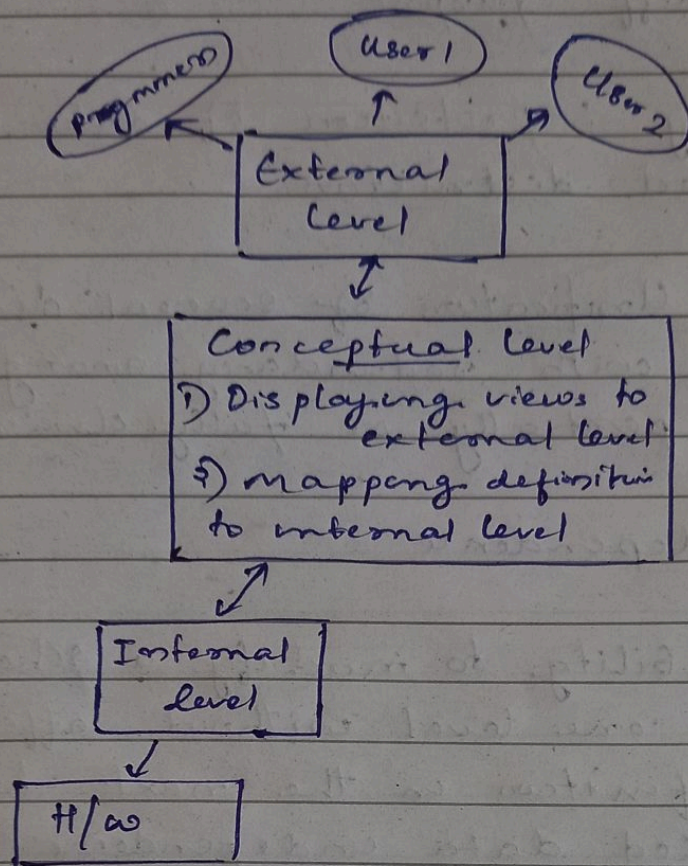 Progmmers
User 1
User 2
External
Level
Conceptual Level
1) Displaying views to
external level
2) Mapping definition
to internal level
Internal
level
H/w